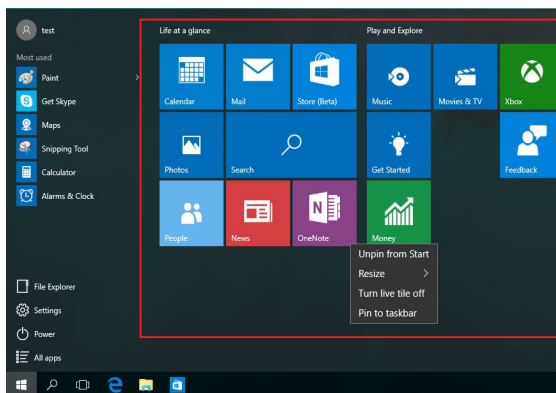 test
Most used
Paint
Get Skype
Maps
Snipping Tool
Calculator
Alarms & Clock
File Explorer
Settings
Power
All apps
Life at a glance
Calendar
Mail
Store (Beta)
Photos
Search
People
News
OneNote
Play and Explore
Music
Movies & TV
Xbox
Get Started
Feedback
Money
Unpin from Start
Resize
Turn live tile off
Pin to taskbar